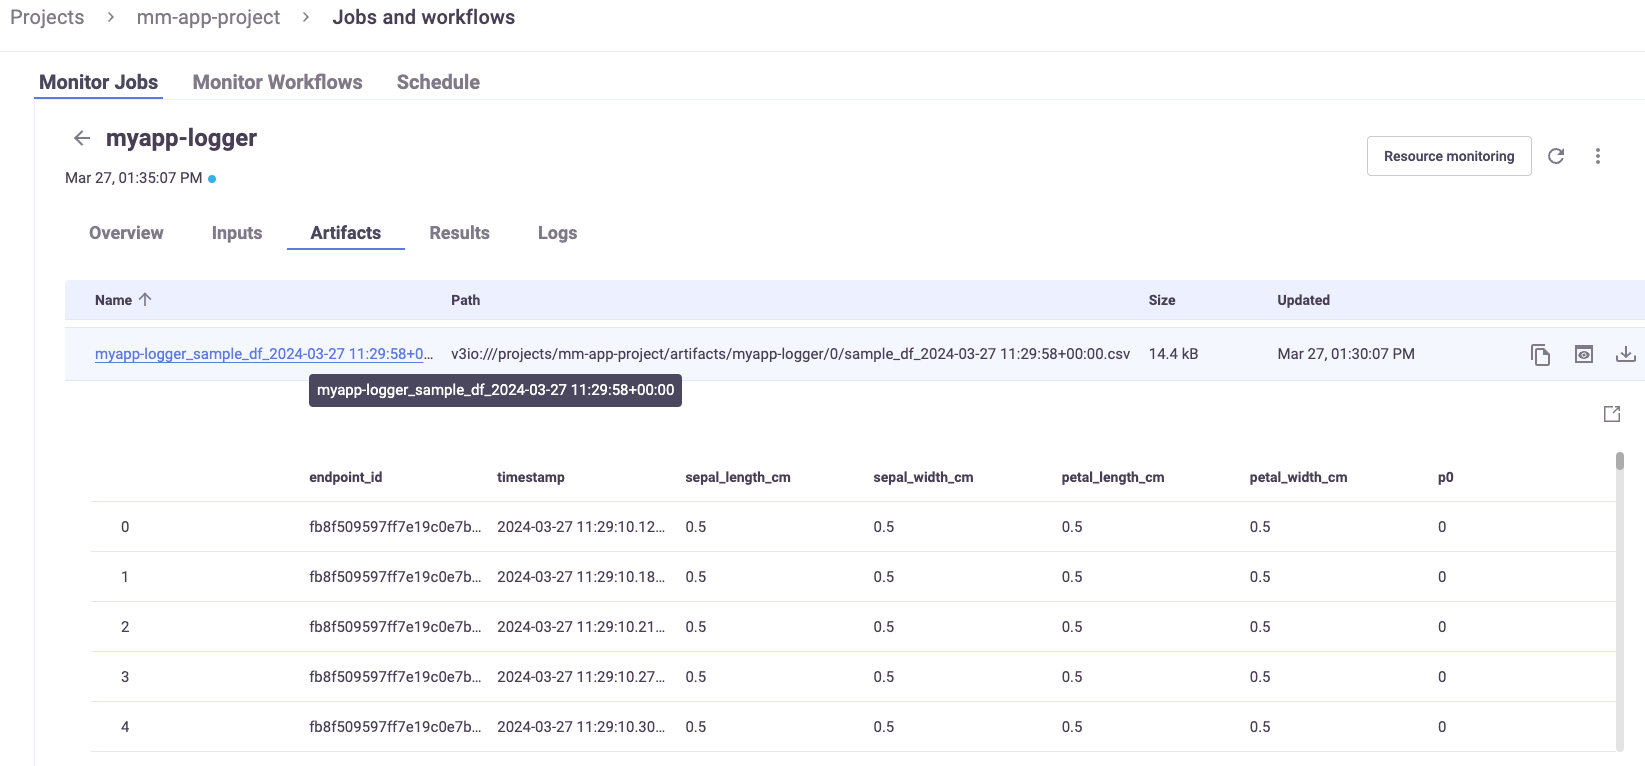 Projects > mm-app-project > Jobs and workflows
Monitor Jobs Monitor Workflows Schedule
myapp-logger
Resource monitoring
Mar 27, 01:35:07 PM
Overview Inputs Artifacts Results Logs
Name Path Size Updated
myapp-logger_sample_df_2024-03-27 11:29:58+0... v3io:///projects/mm-app-project/artifacts/myapp-logger/0/sample_df_2024-03-27 11:29:58+00:00.csv 14.4 kB Mar 27, 01:30:07 PM
myapp-logger_sample_df_2024-03-27 11:29:58+00:00
endpoint_id timestamp sepal_length_cm sepal_width_cm petal_length_cm petal_width_cm p0
0 fb8f509597ff7e19c0e7b... 2024-03-27 11:29:10.12... 0.5 0.5 0.5 0.5 0
1 fb8f509597ff7e19c0e7b... 2024-03-27 11:29:10.18... 0.5 0.5 0.5 0.5 0
2 fb8f509597ff7e19c0e7b... 2024-03-27 11:29:10.21... 0.5 0.5 0.5 0.5 0
3 fb8f509597ff7e19c0e7b... 2024-03-27 11:29:10.27... 0.5 0.5 0.5 0.5 0
4 fb8f509597ff7e19c0e7b... 2024-03-27 11:29:10.30... 0.5 0.5 0.5 0.5 0